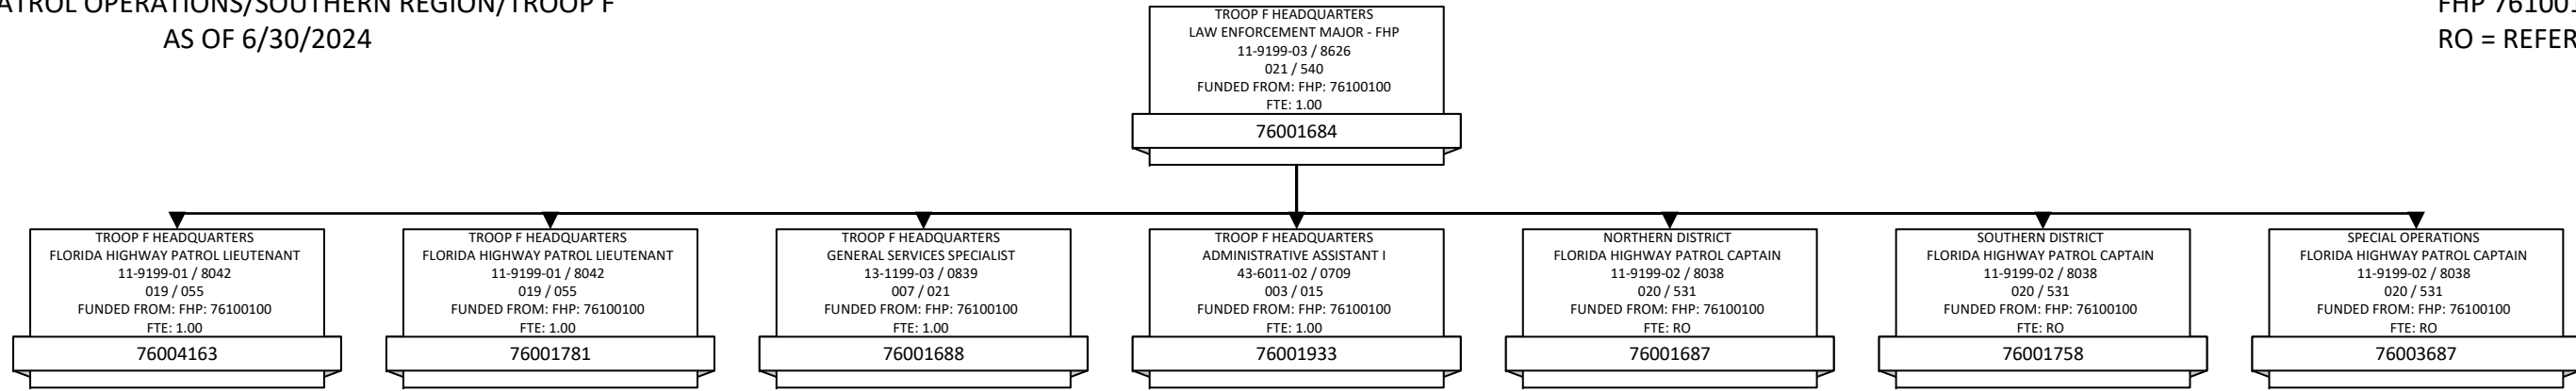 PATROL OPERATIONS/SOUTHERN REGION/TROOP F
AS OF 6/30/2024
FHP 761001
RO = REFER
TROOP F HEADQUARTERS
LAW ENFORCEMENT MAJOR - FHP
11-9199-03 / 8626
021 / 540
FUNDED FROM: FHP: 76100100
FTE: 1.00
76001684
TROOP F HEADQUARTERS
FLORIDA HIGHWAY PATROL LIEUTENANT
11-9199-01 / 8042
019 / 055
FUNDED FROM: FHP: 76100100
FTE: 1.00
76004163
TROOP F HEADQUARTERS
FLORIDA HIGHWAY PATROL LIEUTENANT
11-9199-01 / 8042
019 / 055
FUNDED FROM: FHP: 76100100
FTE: 1.00
76001781
TROOP F HEADQUARTERS
GENERAL SERVICES SPECIALIST
13-1199-03 / 0839
007 / 021
FUNDED FROM: FHP: 76100100
FTE: 1.00
76001688
TROOP F HEADQUARTERS
ADMINISTRATIVE ASSISTANT I
43-6011-02 / 0709
003 / 015
FUNDED FROM: FHP: 76100100
FTE: 1.00
76001933
NORTHERN DISTRICT
FLORIDA HIGHWAY PATROL CAPTAIN
11-9199-02 / 8038
020 / 531
FUNDED FROM: FHP: 76100100
FTE: RO
76001687
SOUTHERN DISTRICT
FLORIDA HIGHWAY PATROL CAPTAIN
11-9199-02 / 8038
020 / 531
FUNDED FROM: FHP: 76100100
FTE: RO
76001758
SPECIAL OPERATIONS
FLORIDA HIGHWAY PATROL CAPTAIN
11-9199-02 / 8038
020 / 531
FUNDED FROM: FHP: 76100100
FTE: RO
76003687